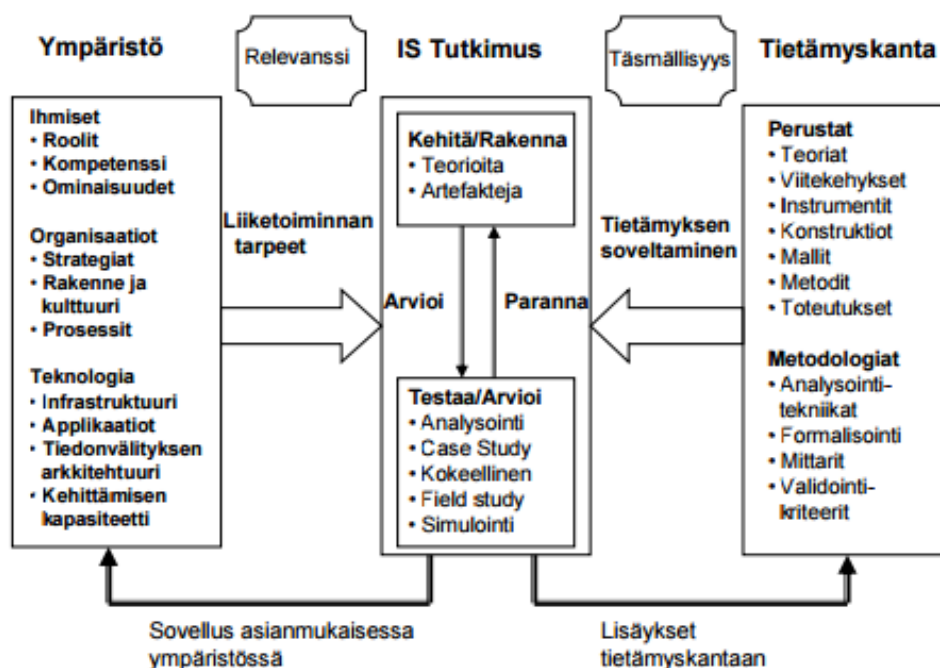 Ympäristö
Relevanssi
IS Tutkimus
Täsmällisyys
Tietämyskanta
Ihmiset
• Roolit
• Kompetenssi
• Ominaisuudet
Organisaatiot
• Strategiat
• Rakenne ja
kulttuuri
• Prosessit
Teknologia
• Infrastruktuuri
• Applikaatiot
• Tiedonvälityksen
arkkitehtuuri
• Kehittämisen
kapasiteetti
Liiketoiminnan
tarpeet
Kehitä/Rakenna
• Teorioita
• Artefakteja
Arvioi
Paranna
Testaa/Arvioi
• Analysointi
• Case Study
• Kokeellinen
• Field study
• Simulointi
Tietämyksen
soveltaminen
Perustat
• Teoriat
• Viitekehykset
• Instrumentit
• Konstruktiot
• Mallit
• Metodit
• Toteutukset
Metodologiat
• Analysointi-
tekniikat
• Formalisointi
• Mittarit
• Validointi-
kriteerit
Sovellus asianmukaisessa
ympäristössä
Lisäykset
tietämyskantaan